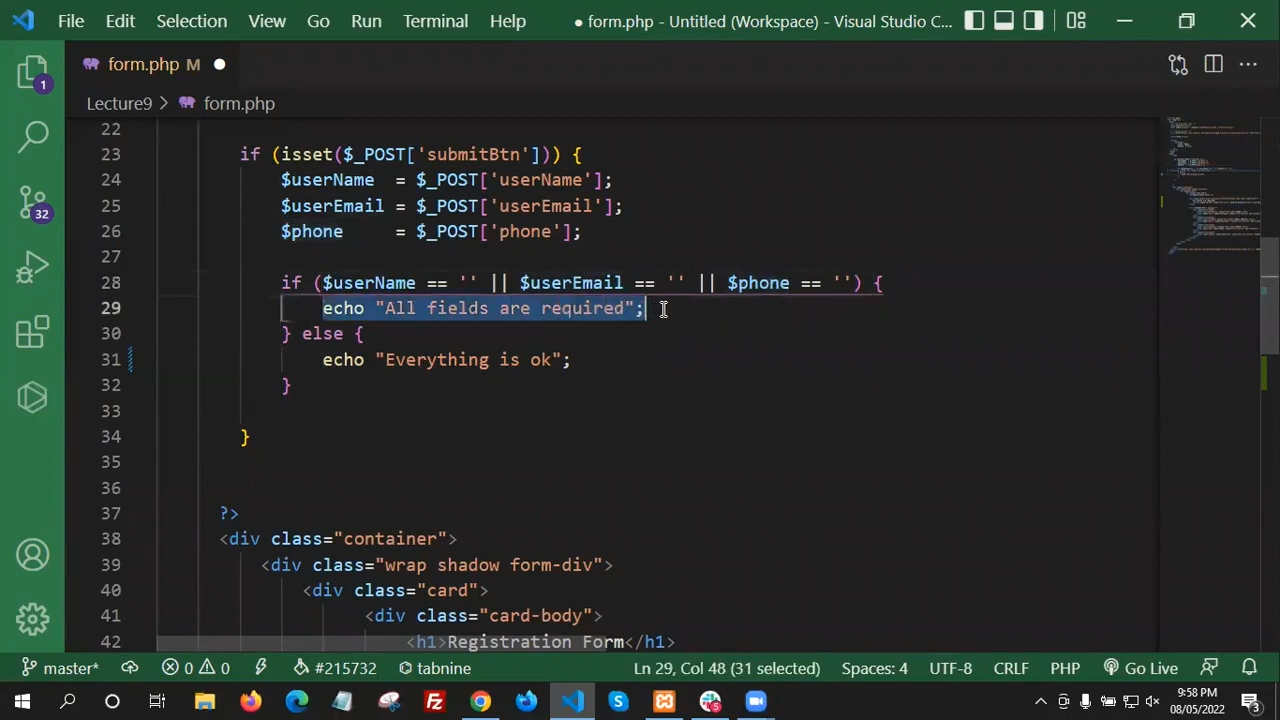 File Edit Selection View Go Run Terminal Help ● form.php - Untitled (Workspace) - Visual Studio C...
form.php M
Lecture9 > form.php
22
23 if (isset($_POST['submitBtn'])) {
24 $userName = $_POST['userName'];
25 $userEmail = $_POST['userEmail'];
26 $phone = $_POST['phone'];
27
28 if ($userName == '' || $userEmail == '' || $phone == '') {
29 echo "All fields are required";
30 } else {
31 echo "Everything is ok";
32 }
33
34 }
35
36
37 ?>
38 <div class="container">
39 <div class="wrap shadow form-div">
40 <div class="card">
41 <div class="card-body">
42 <h1>Registration Form</h1>
1
32
master* 0 0 #215732 tabnine Ln 29, Col 48 (31 selected) Spaces: 4 UTF-8 CRLF PHP Go Live
9:58 PM
08/05/2022
5
3